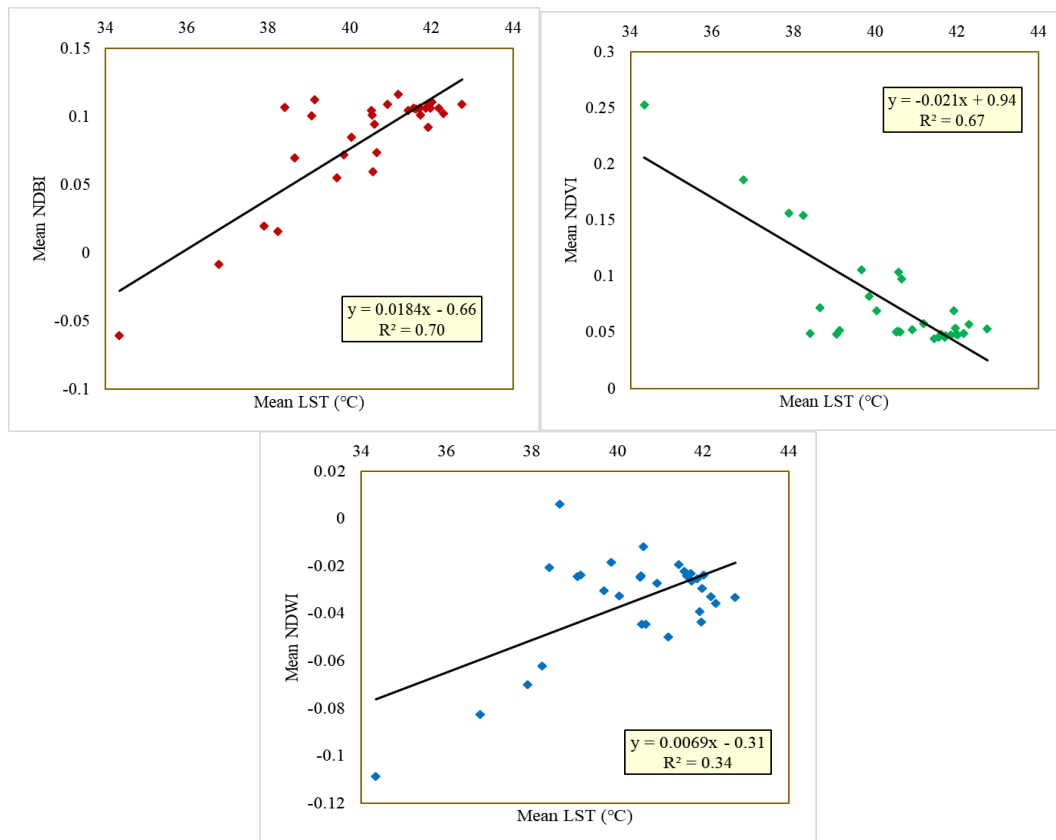 34 36 38 40 42 44
0.15
0.1
0.05
0
-0.05
-0.1
Mean NDBI
y = 0.0184x - 0.66
R² = 0.70
Mean LST (°C)
34 36 38 40 42 44
0.3
0.25
0.2
0.15
0.1
0.05
0
Mean NDVI
y = -0.021x + 0.94
R² = 0.67
Mean LST (°C)
34 36 38 40 42 44
0.02
0
-0.02
-0.04
-0.06
-0.08
-0.1
-0.12
Mean NDWI
y = 0.0069x - 0.31
R² = 0.34
Mean LST (°C)